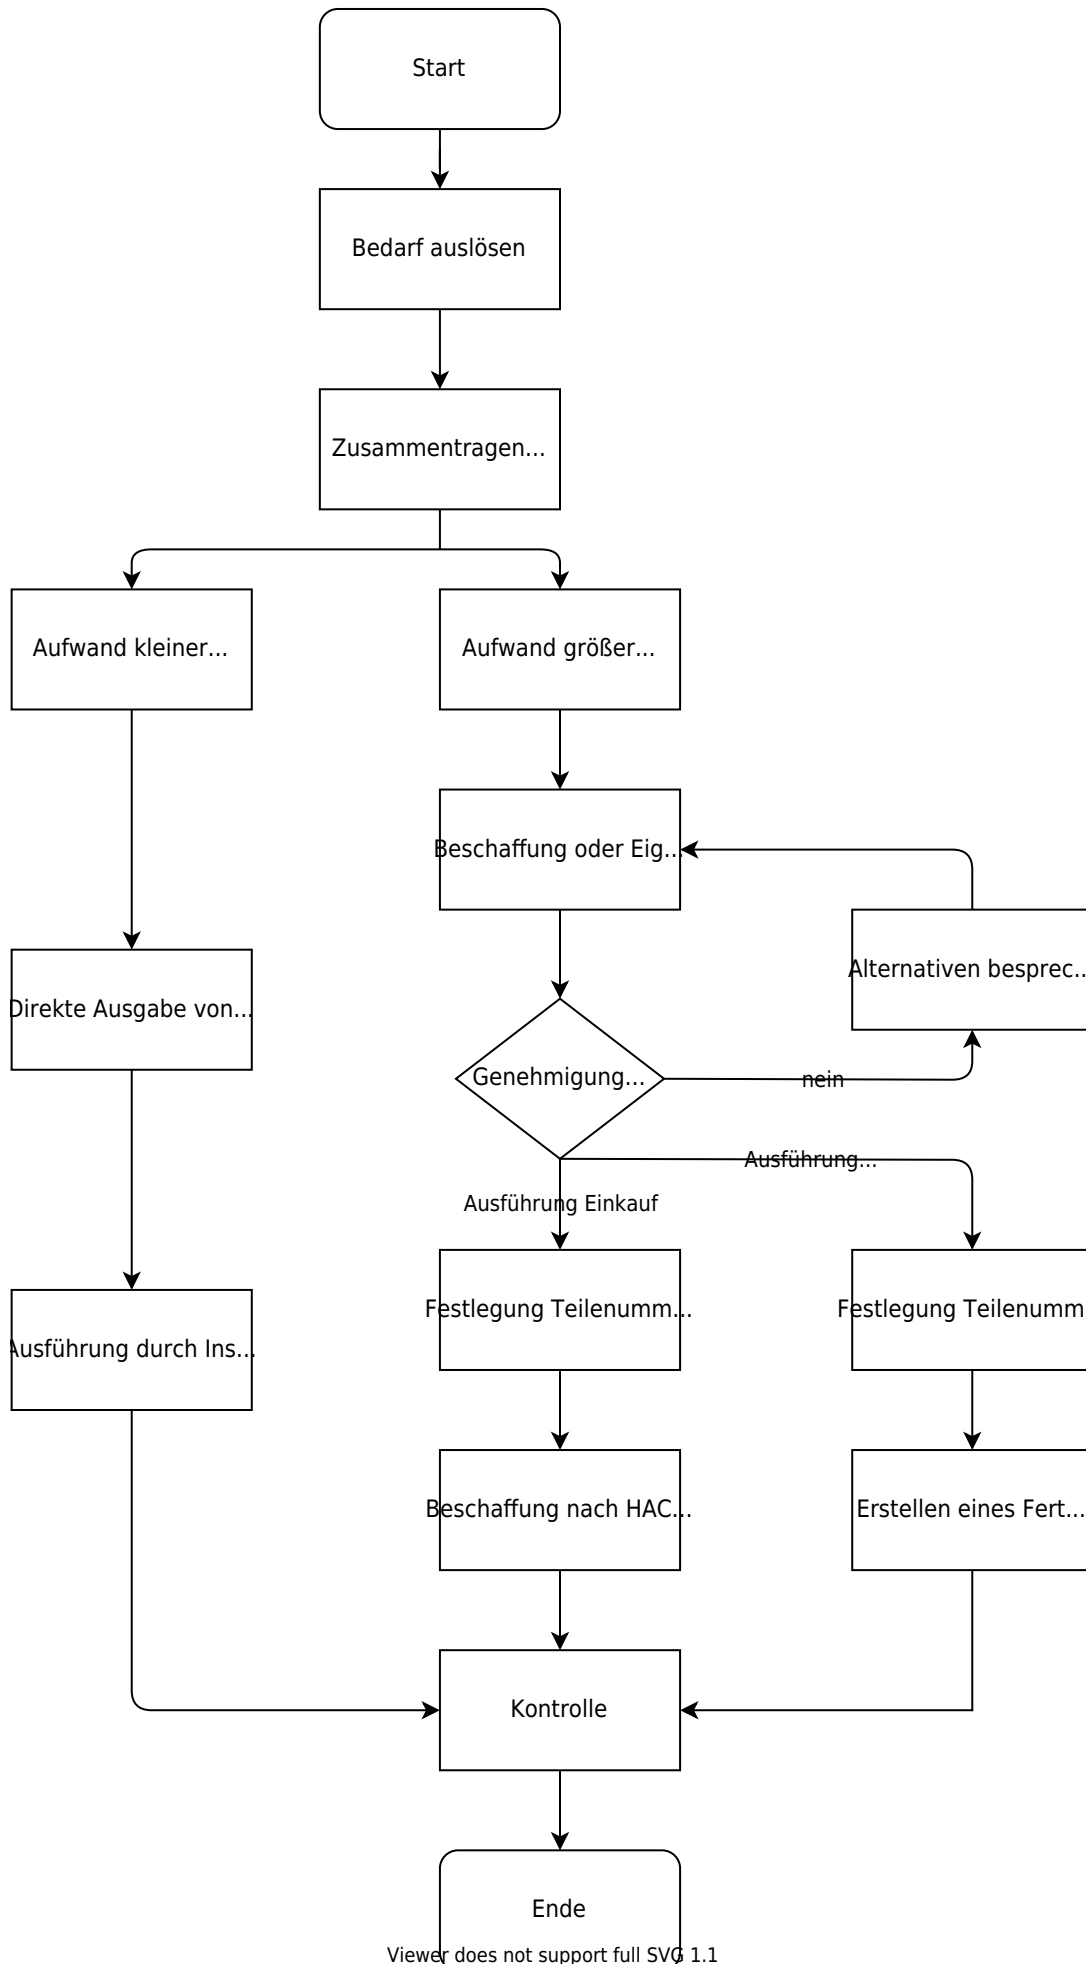 Start
Bedarf auslösen
Zusammentragen...
Aufwand kleiner...
Aufwand größer...
Beschaffung oder Eig...
Alternativen besprec...
Direkte Ausgabe von...
Genehmigung...
nein
Ausführung...
Ausführung Einkauf
Festlegung Teilenumm...
Festlegung Teilenumm...
Ausführung durch Ins...
Beschaffung nach HAC...
Erstellen eines Fert...
Kontrolle
Ende
Viewer does not support full SVG 1.1